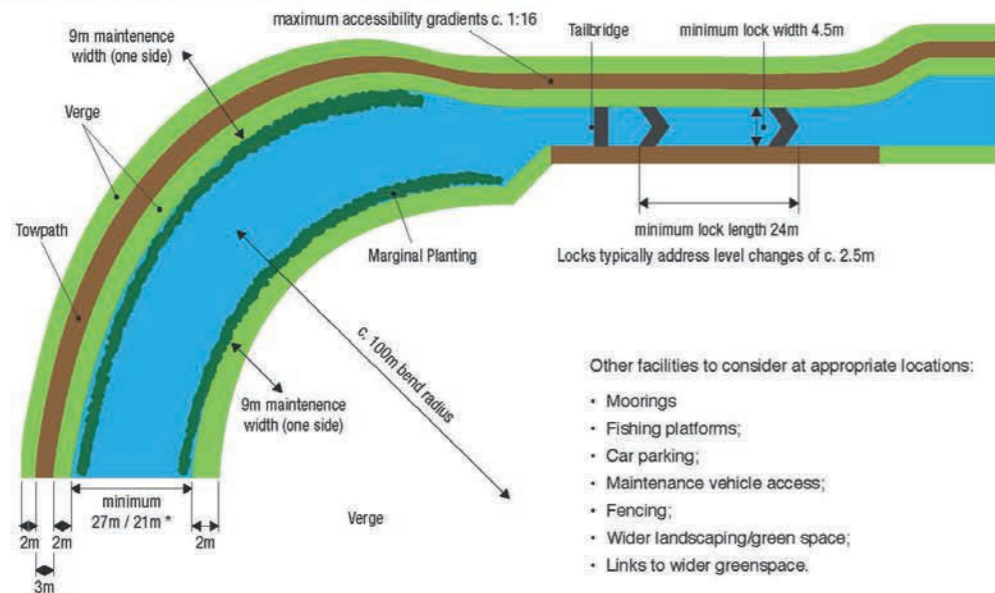 maximum accessibility gradients c. 1:16
9m maintenence
width (one side)
Tailbridge
minimum lock width 4.5m
Verge
Towpath
Marginal Planting
minimum lock length 24m
Locks typically address level changes of c. 2.5m
c. 100m bend radius
9m maintenence
width (one side)
minimum
27m / 21m *
2m
2m
2m
3m
Verge
Other facilities to consider at appropriate locations:
• Moorings
• Fishing platforms;
• Car parking;
• Maintenance vehicle access;
• Fencing;
• Wider landscaping/green space;
• Links to wider greenspace.